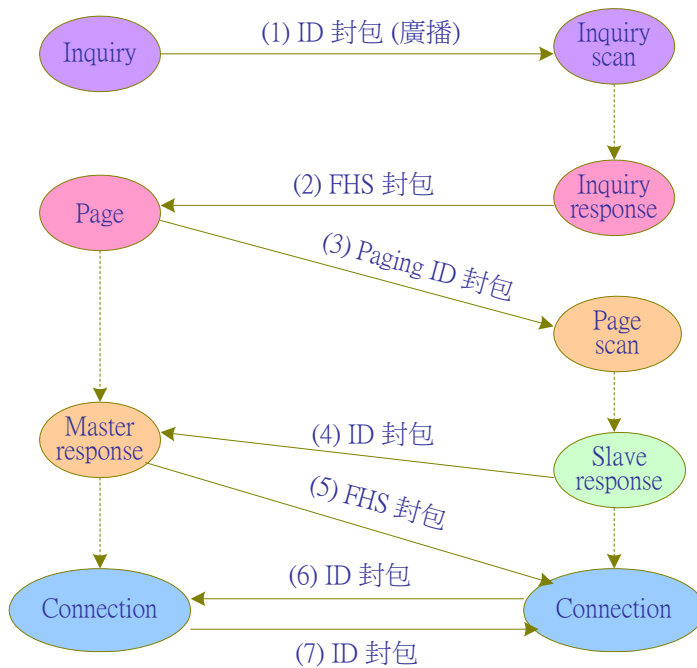 Inquiry
(1) ID 封包 (廣播)
Inquiry
scan
(2) FHS 封包
Inquiry
response
Page
(3) Paging ID 封包
Page
scan
Master
response
(4) ID 封包
Slave
response
(5) FHS 封包
(6) ID 封包
Connection
Connection
(7) ID 封包